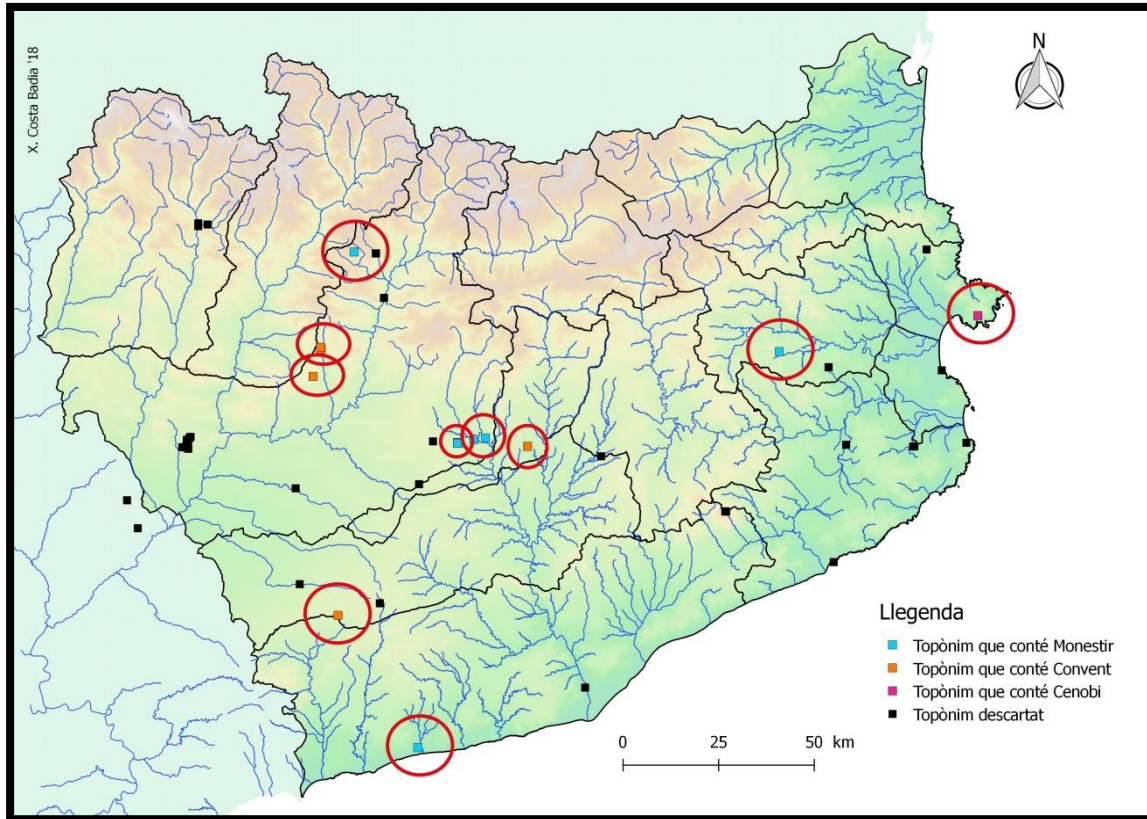 X. Costa Badia '18
N
Llegenda
Topònim que conté Monestir
Topònim que conté Convent
Topònim que conté Cenobi
Topònim descartat
0 25 50 km